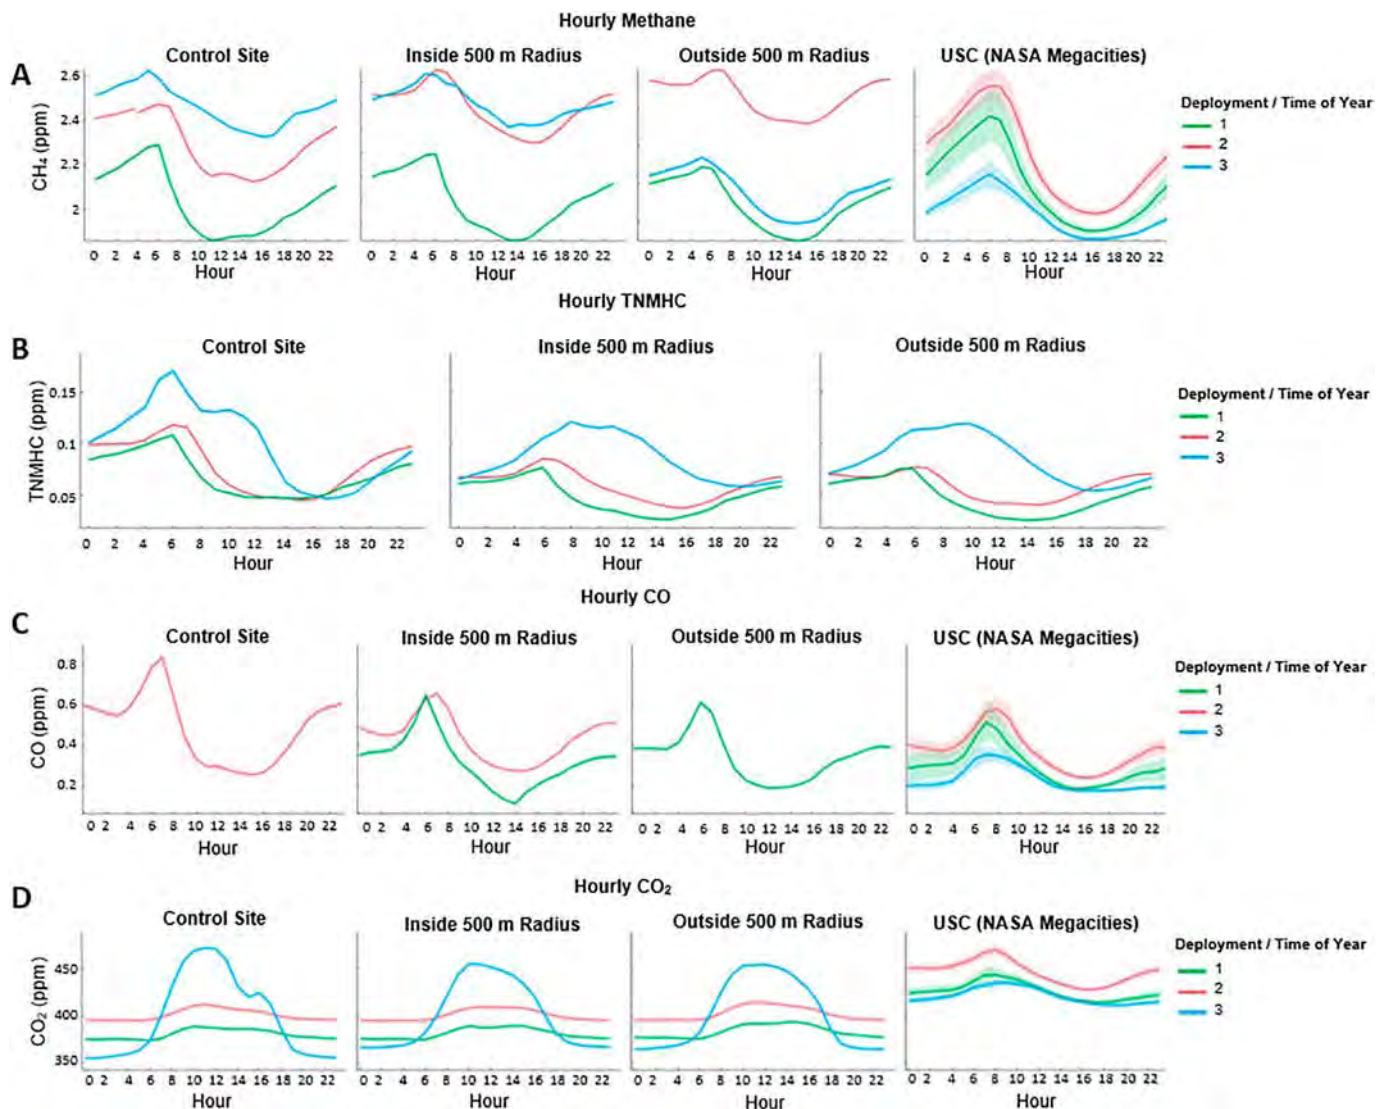 Hourly Methane
A
Control Site
Inside 500 m Radius
Outside 500 m Radius
USC (NASA Megacities)
CH₄ (ppm)
2.6
2.4
2.2
2
0 2 4 6 8 10 12 14 16 18 20 22
0 2 4 6 8 10 12 14 16 18 20 22
0 2 4 6 8 10 12 14 16 18 20 22
0 2 4 6 8 10 12 14 16 18 20 22
Hour
Hour
Hour
Hour
Deployment / Time of Year
1
2
3
Hourly TNMHC
B
Control Site
Inside 500 m Radius
Outside 500 m Radius
TNMHC (ppm)
0.15
0.1
0.05
0 2 4 6 8 10 12 14 16 18 20 22
0 2 4 6 8 10 12 14 16 18 20 22
0 2 4 6 8 10 12 14 16 18 20 22
Hour
Hour
Hour
Deployment / Time of Year
1
2
3
Hourly CO
C
Control Site
Inside 500 m Radius
Outside 500 m Radius
USC (NASA Megacities)
CO (ppm)
0.8
0.6
0.4
0.2
0 2 4 6 8 10 12 14 16 18 20 22
0 2 4 6 8 10 12 14 16 18 20 22
0 2 4 6 8 10 12 14 16 18 20 22
0 2 4 6 8 10 12 14 16 18 20 22
Hour
Hour
Hour
Hour
Deployment / Time of Year
1
2
3
Hourly CO₂
D
Control Site
Inside 500 m Radius
Outside 500 m Radius
USC (NASA Megacities)
CO₂ (ppm)
450
400
350
0 2 4 6 8 10 12 14 16 18 20 22
0 2 4 6 8 10 12 14 16 18 20 22
0 2 4 6 8 10 12 14 16 18 20 22
0 2 4 6 8 10 12 14 16 18 20 22
Hour
Hour
Hour
Hour
Deployment / Time of Year
1
2
3